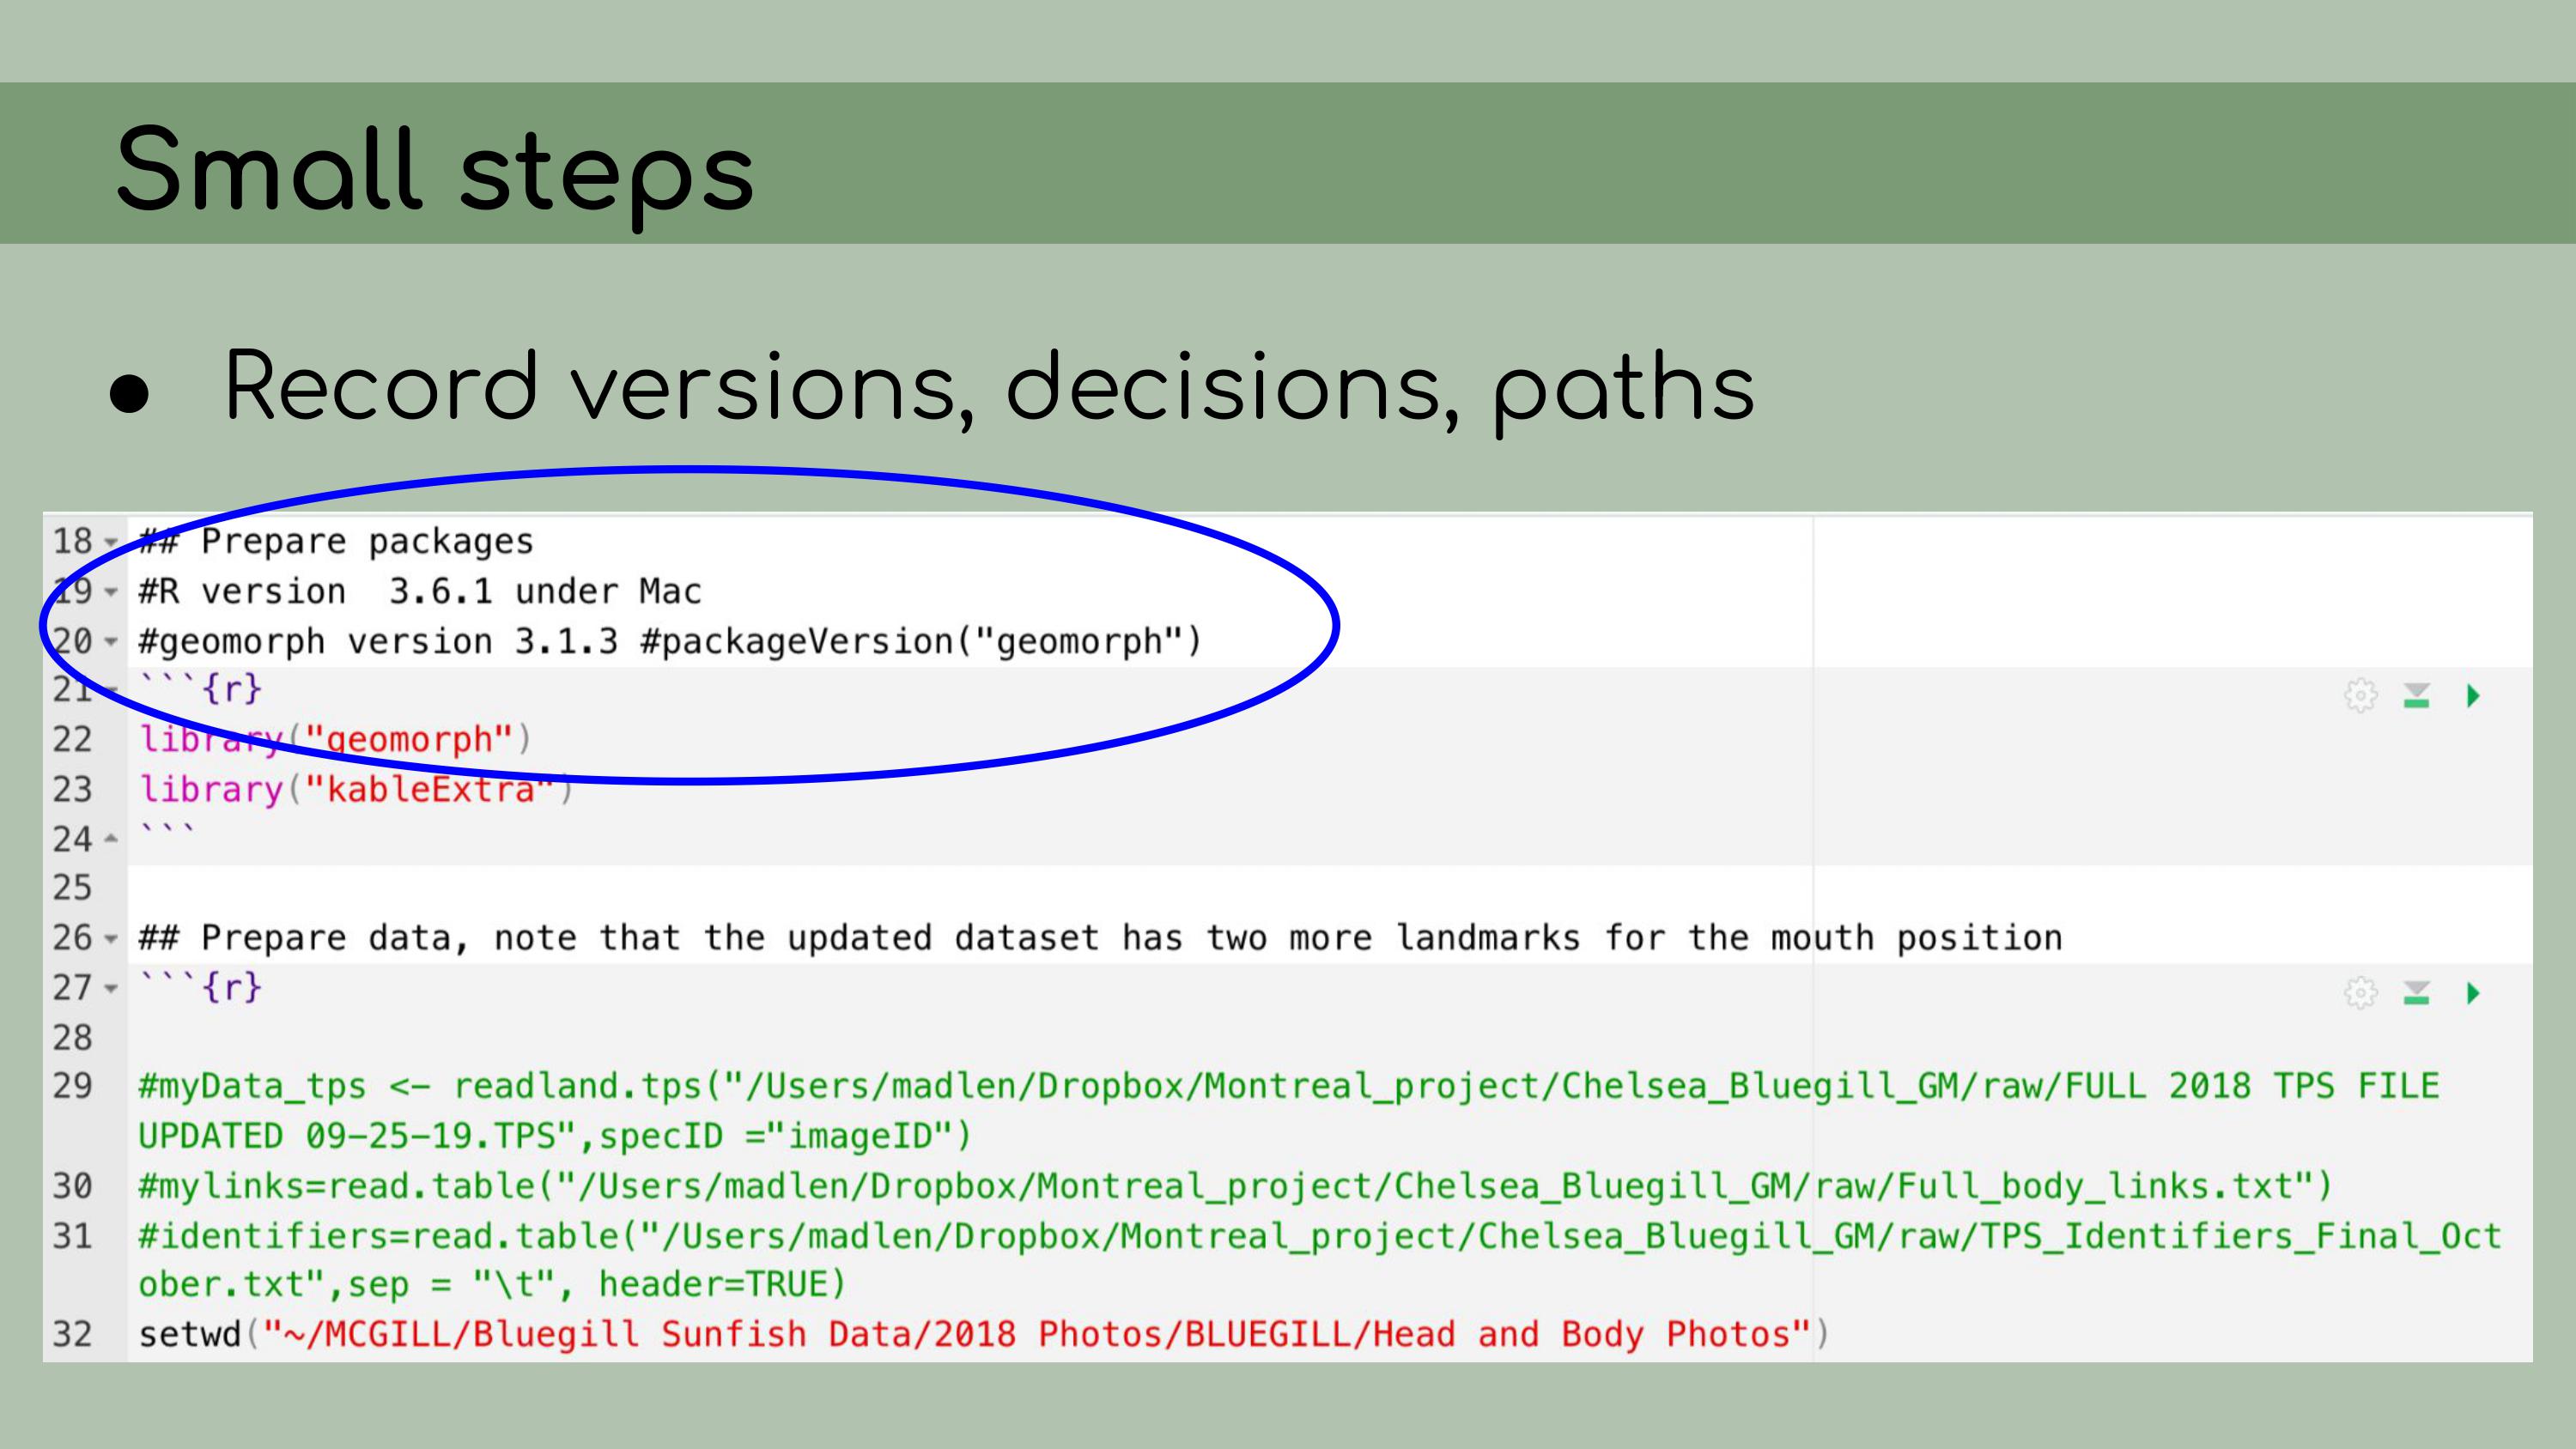 Small steps
● Record versions, decisions, paths
18 ## Prepare packages
19 #R version  3.6.1 under Mac
20 #geomorph version 3.1.3 #packageVersion("geomorph")
21 ```{r}
22 library("geomorph")
23 library("kableExtra")
24 ```
25
26 ## Prepare data, note that the updated dataset has two more landmarks for the mouth position
27 ```{r}
28
29 #myData_tps <- readland.tps("/Users/madlen/Dropbox/Montreal_project/Chelsea_Bluegill_GM/raw/FULL 2018 TPS FILE
UPDATED 09-25-19.TPS",specID ="imageID")
30 #mylinks=read.table("/Users/madlen/Dropbox/Montreal_project/Chelsea_Bluegill_GM/raw/Full_body_links.txt")
31 #identifiers=read.table("/Users/madlen/Dropbox/Montreal_project/Chelsea_Bluegill_GM/raw/TPS_Identifiers_Final_Oct
ober.txt",sep = "\t", header=TRUE)
32 setwd("~/MCGILL/Bluegill Sunfish Data/2018 Photos/BLUEGILL/Head and Body Photos")